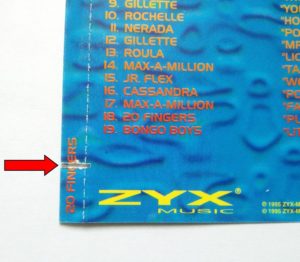 9. GILLETTE
10. ROCHELLE
11. NERADA
12. GILLETTE
13. ROULA
14. MAX-A-MILLION
15. JR. FLEX
16. CASSANDRA
17. MAX-A-MILLION
18. 20 FINGERS
19. BONGO BOYS
20 FINGERS
ZYX®
MUSIC
℗ 1995 ZYX-M
© 1995 ZYX-M